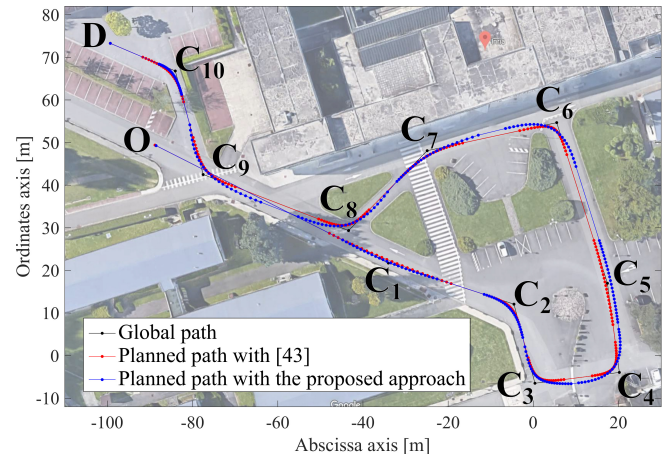 80
70
60
50
40
30
20
10
0
-10
Ordinates axis [m]
D
C10
O
C9
C8
C7
C6
C1
C2
C5
C3
C4
Global path
Planned path with [43]
Planned path with the proposed approach
Google
-100 -80 -60 -40 -20 0 20
Abscissa axis [m]